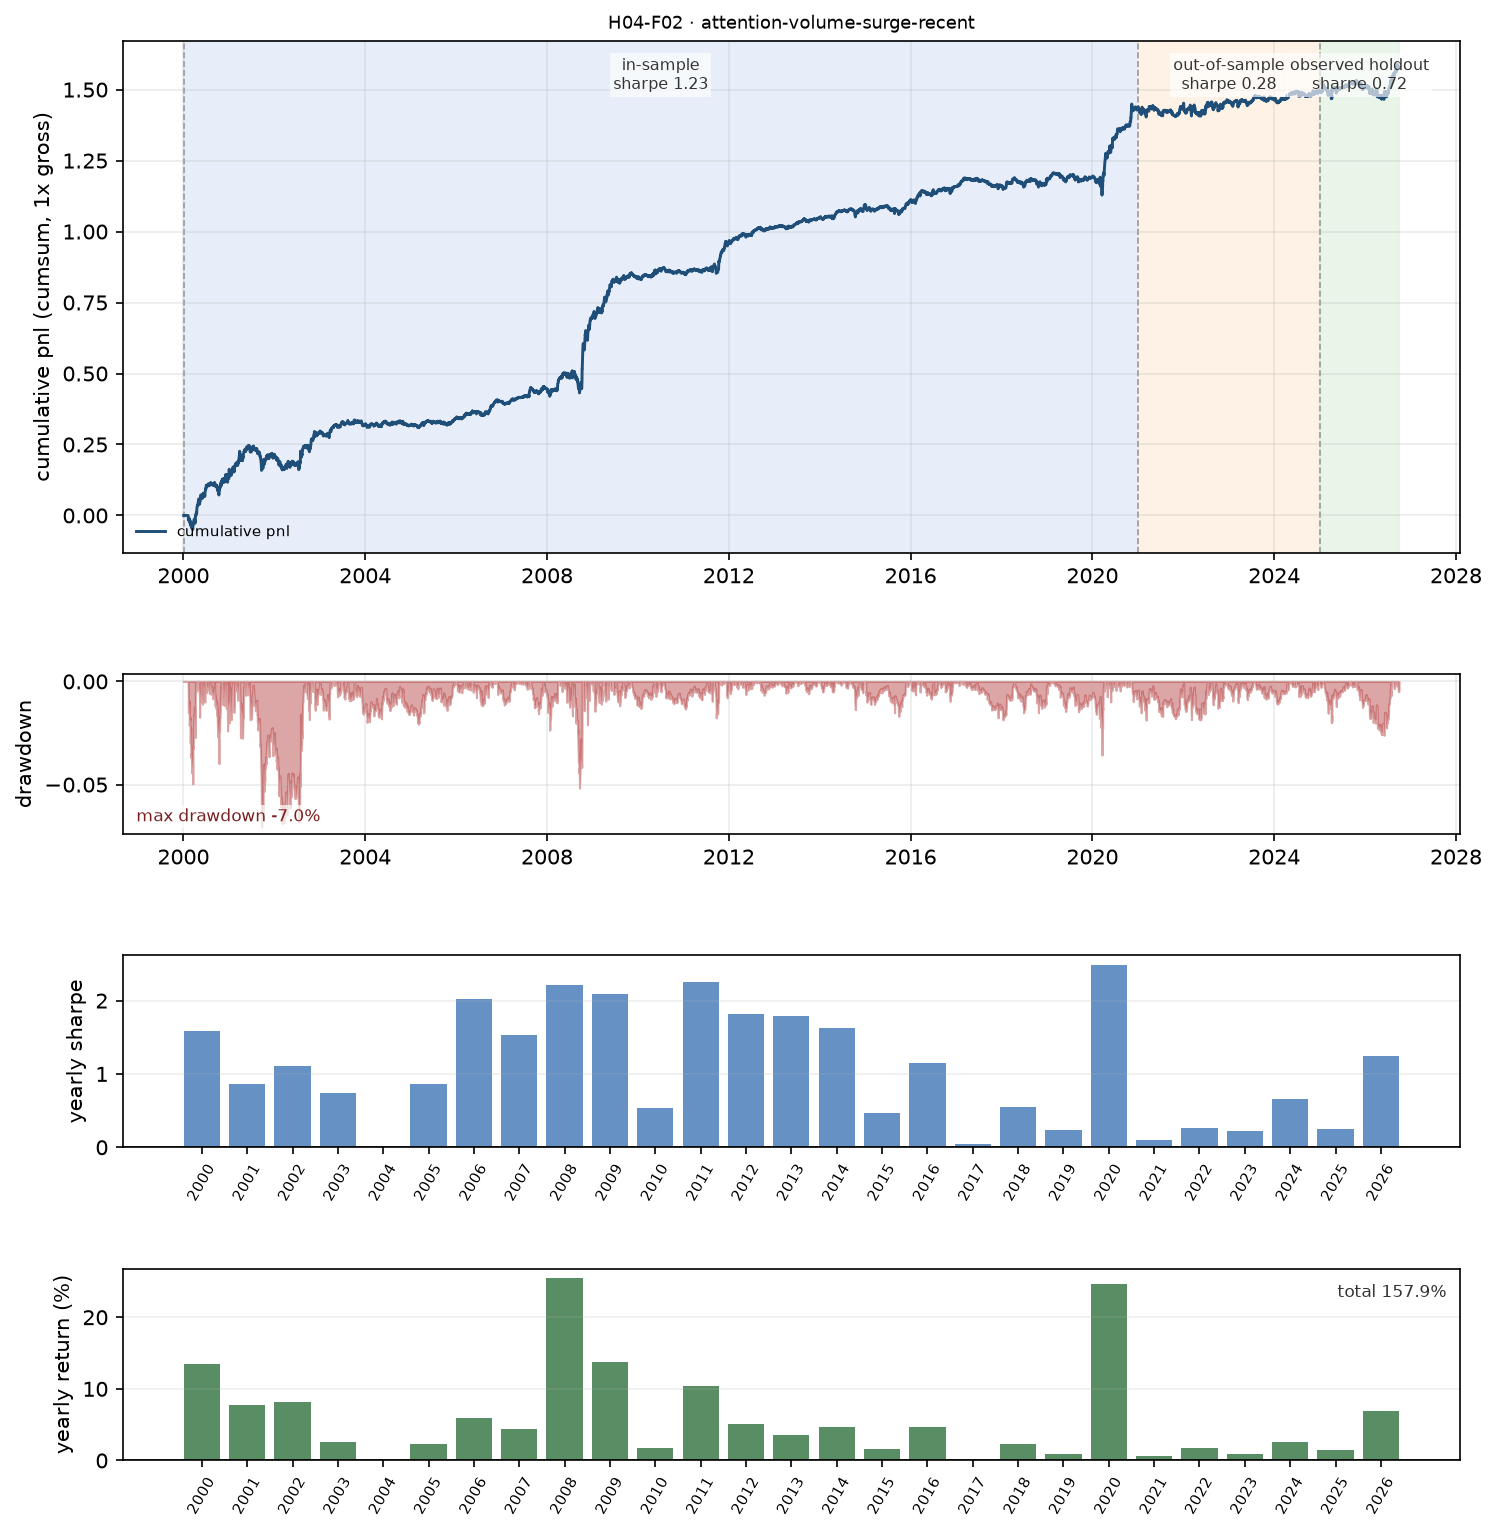 H04-F02 · attention-volume-surge-recent
in-sample
sharpe 1.23
out-of-sample
sharpe 0.28
observed holdout
sharpe 0.72
cumulative pnl (cumsum, 1x gross)
1.50
1.25
1.00
0.75
0.50
0.25
0.00
cumulative pnl
2000 2004 2008 2012 2016 2020 2024 2028
drawdown
0.00
−0.05
max drawdown -7.0%
2000 2004 2008 2012 2016 2020 2024 2028
yearly sharpe
2
1
0
2000 2001 2002 2003 2004 2005 2006 2007 2008 2009 2010 2011 2012 2013 2014 2015 2016 2017 2018 2019 2020 2021 2022 2023 2024 2025 2026
yearly return (%)
total 157.9%
20
10
0
2000 2001 2002 2003 2004 2005 2006 2007 2008 2009 2010 2011 2012 2013 2014 2015 2016 2017 2018 2019 2020 2021 2022 2023 2024 2025 2026